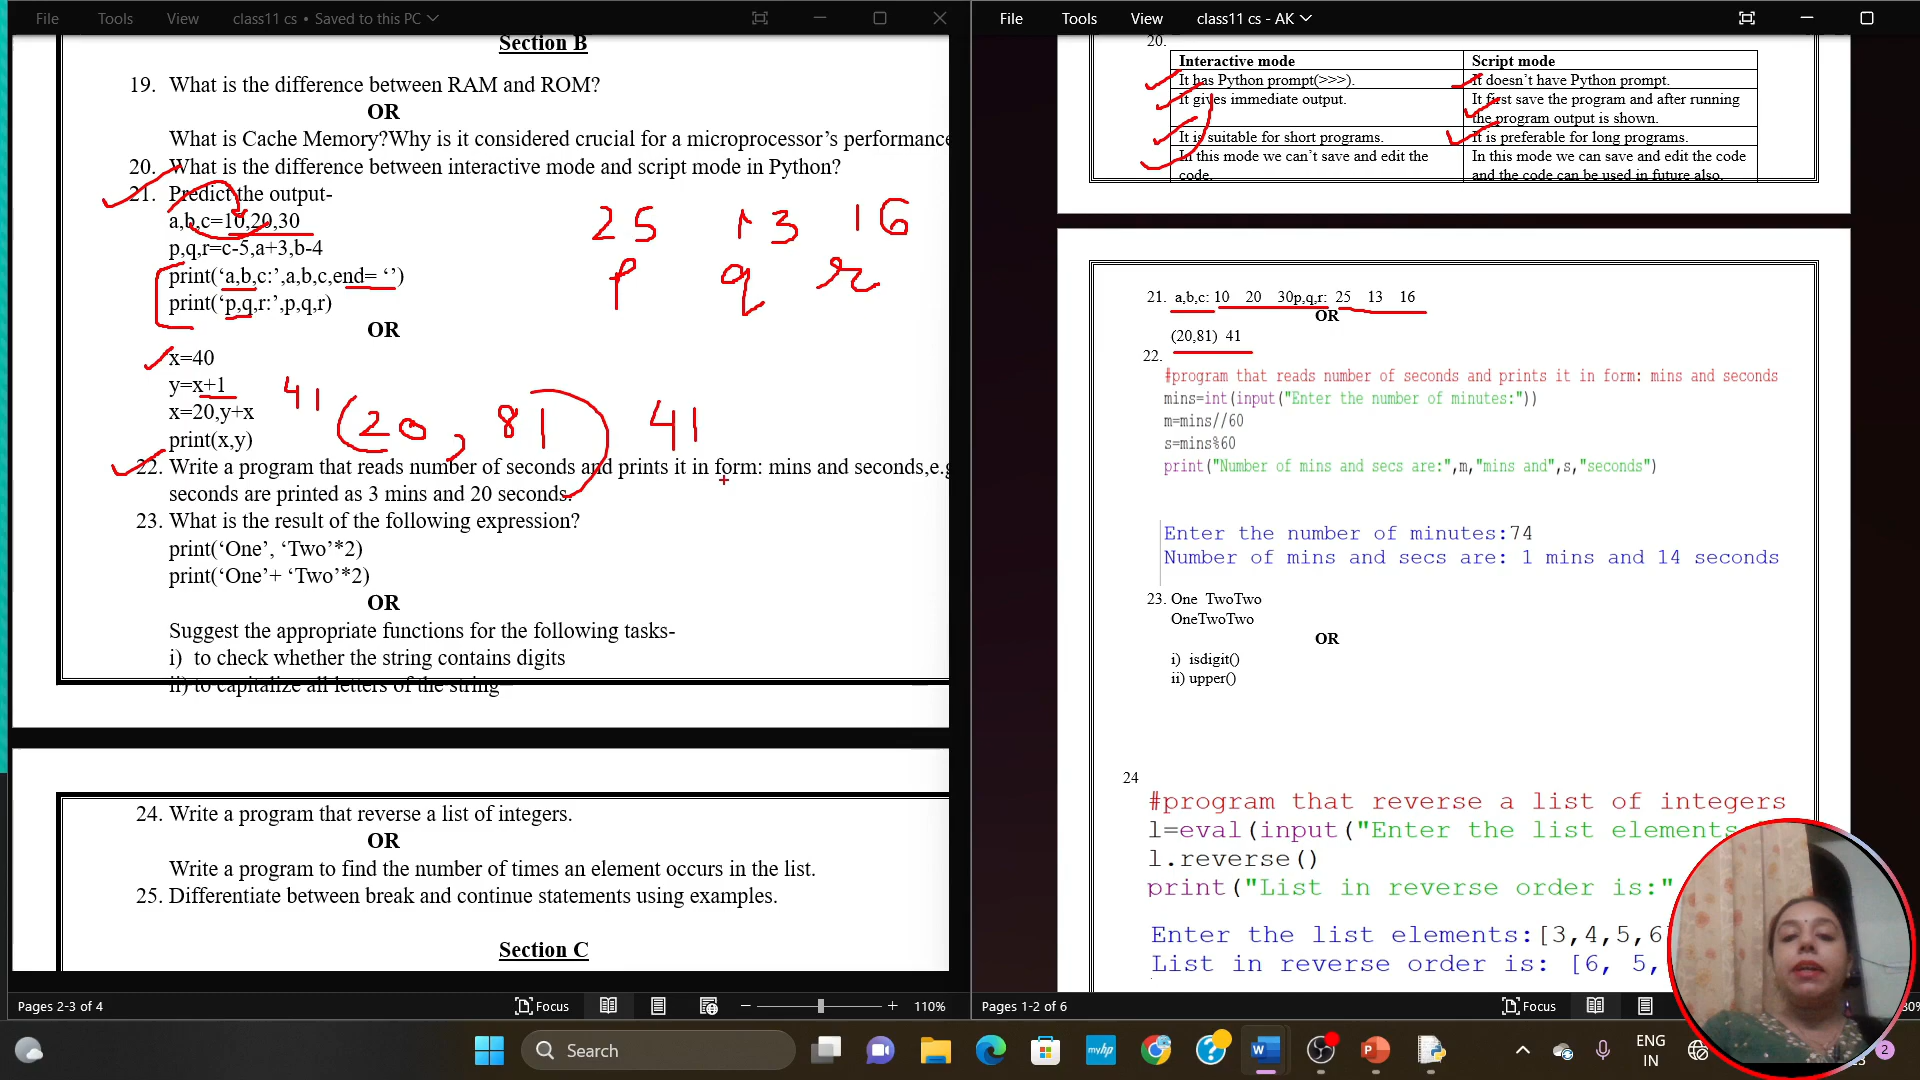 File Tools View class11 cs • Saved to this PC
Section B
19. What is the difference between RAM and ROM?
OR
What is Cache Memory?Why is it considered crucial for a microprocessor’s performance
20. What is the difference between interactive mode and script mode in Python?
21. Predict the output-
a,b,c=10,20,30
p,q,r=c-5,a+3,b-4
print(‘a,b,c:’,a,b,c,end= ‘’)
print(‘p,q,r:’,p,q,r)
25 13 16
p q r
OR
x=40
y=x+1
x=20,y+x
print(x,y)
41
(20, 81) 41
22. Write a program that reads number of seconds and prints it in form: mins and seconds,e.g
seconds are printed as 3 mins and 20 seconds.
23. What is the result of the following expression?
print(‘One’, ‘Two’*2)
print(‘One’+ ‘Two’*2)
OR
Suggest the appropriate functions for the following tasks-
i) to check whether the string contains digits
ii) to capitalize all letters of the string
24. Write a program that reverse a list of integers.
OR
Write a program to find the number of times an element occurs in the list.
25. Differentiate between break and continue statements using examples.
Section C
Pages 2-3 of 4 Focus 110%
File Tools View class11 cs - AK
20.
Interactive mode Script mode
It has Python prompt(>>>). It doesn’t have Python prompt.
It gives immediate output. It first save the program and after running
the program output is shown.
It is suitable for short programs. It is preferable for long programs.
In this mode we can’t save and edit the In this mode we can save and edit the code
code. and the code can be used in future also.
21. a,b,c: 10 20 30p,q,r: 25 13 16
OR
(20,81) 41
22.
#program that reads number of seconds and prints it in form: mins and seconds
mins=int(input("Enter the number of minutes:"))
m=mins//60
s=mins%60
print("Number of mins and secs are:",m,"mins and",s,"seconds")
Enter the number of minutes:74
Number of mins and secs are: 1 mins and 14 seconds
23. One TwoTwo
OneTwoTwo
OR
i) isdigit()
ii) upper()
24
#program that reverse a list of integers
l=eval(input("Enter the list elements
l.reverse()
print("List in reverse order is:"
Enter the list elements:[3,4,5,6
List in reverse order is: [6, 5,
Pages 1-2 of 6 Focus
Search
myhp
ENG
IN
2